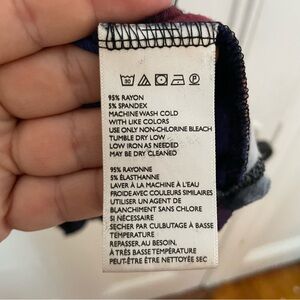 30
P
95% RAYON
5% SPANDEX
MACHINE WASH COLD
WITH LIKE COLORS
USE ONLY NON-CHLORINE BLEACH
TUMBLE DRY LOW
LOW IRON AS NEEDED
MAY BE DRY CLEANED
95% RAYONNE
5% ÉLASTHANNE
LAVER À LA MACHINE À L'EAU
FROIDE AVEC COULEURS SIMILAIRES
UTILISER UN AGENT DE
BLANCHIMENT SANS CHLORE
SI NÉCESSAIRE
SECHER PAR CULBUTAGE À BASSE
TEMPERATURE
REPASSER, AU BESOIN,
À TRÈS BASSE TEMPÉRATURE
PEUT-ÊTRE ÊTRE NETTOYÉE SEC